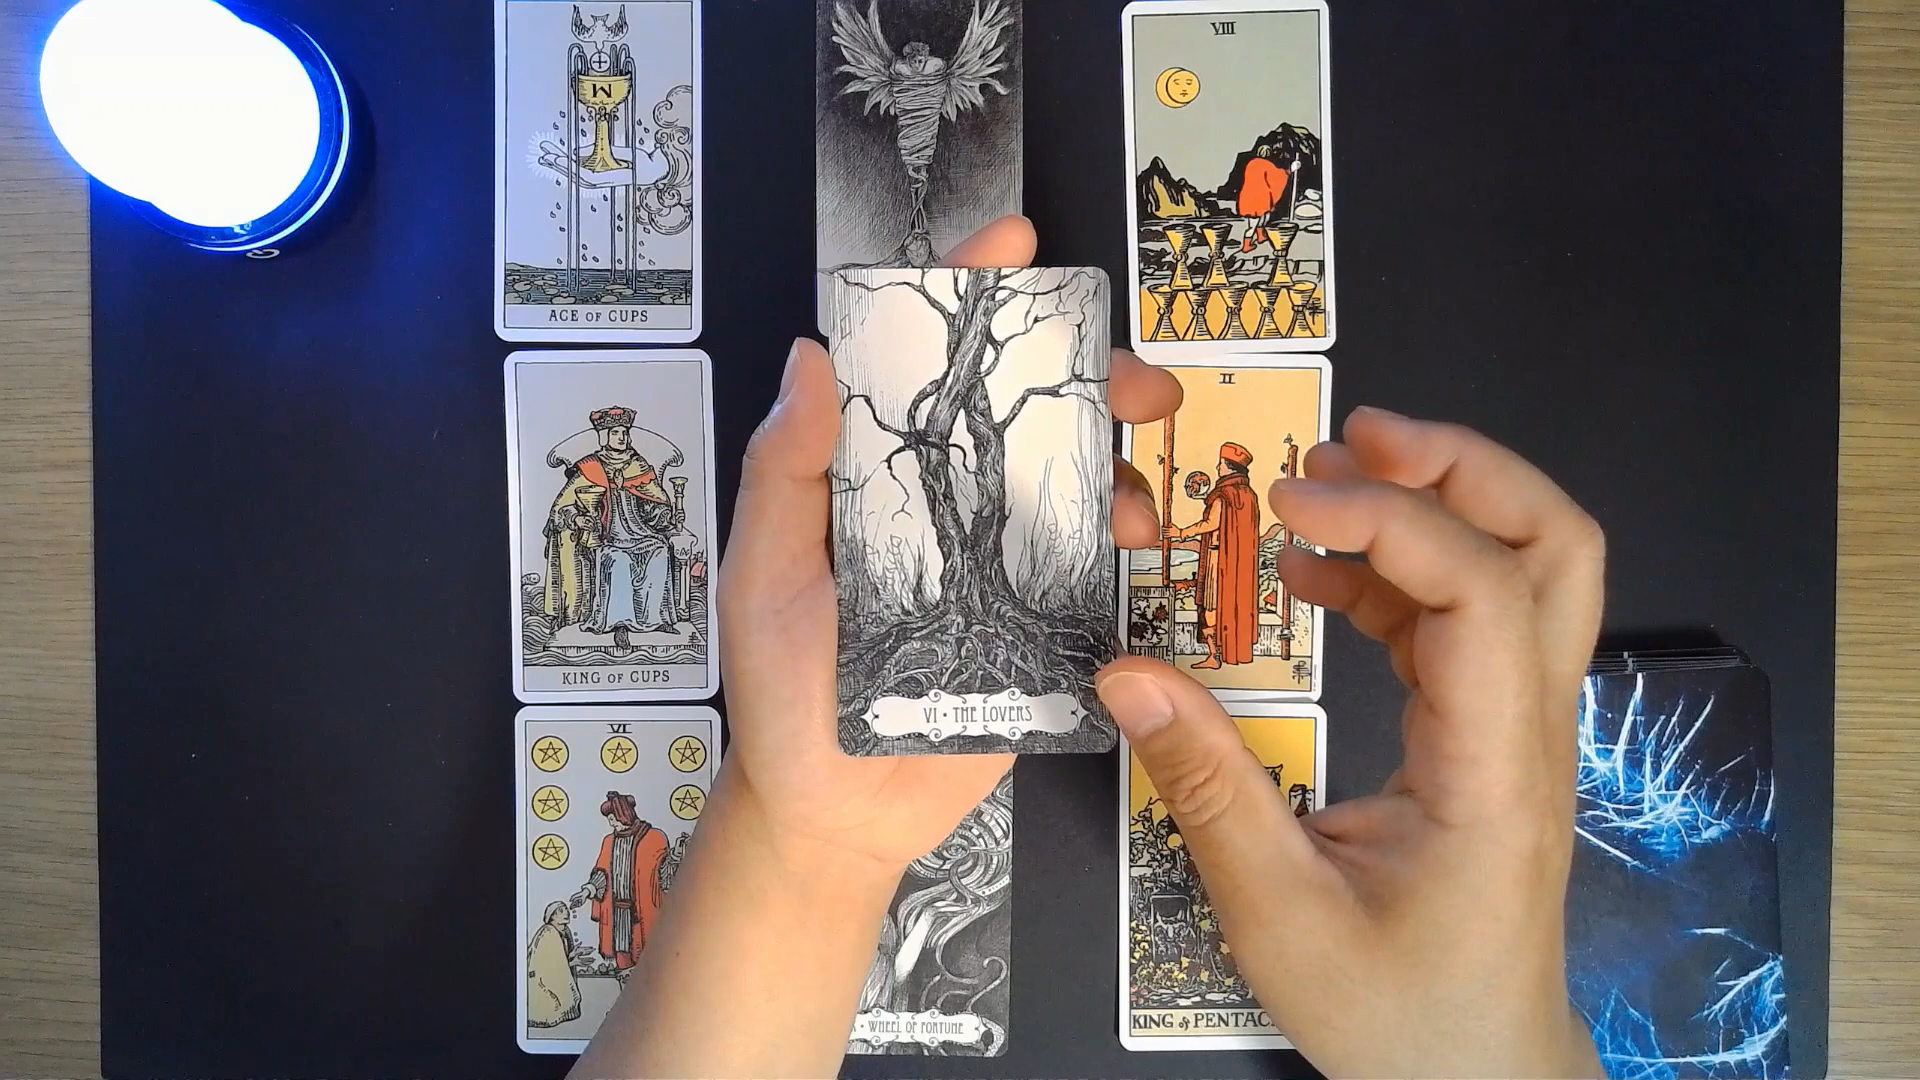 VIII
W
ACE OF CUPS
II
KING OF CUPS
VI • THE LOVERS
VI
• WHEEL OF FORTUNE
KING of PENTAC